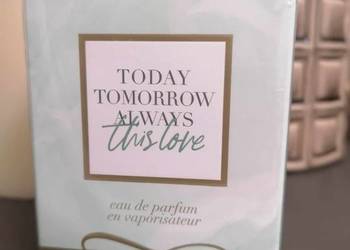 TODAY
TOMORROW
ALWAYS
this love
eau de parfum
en vaporisateur